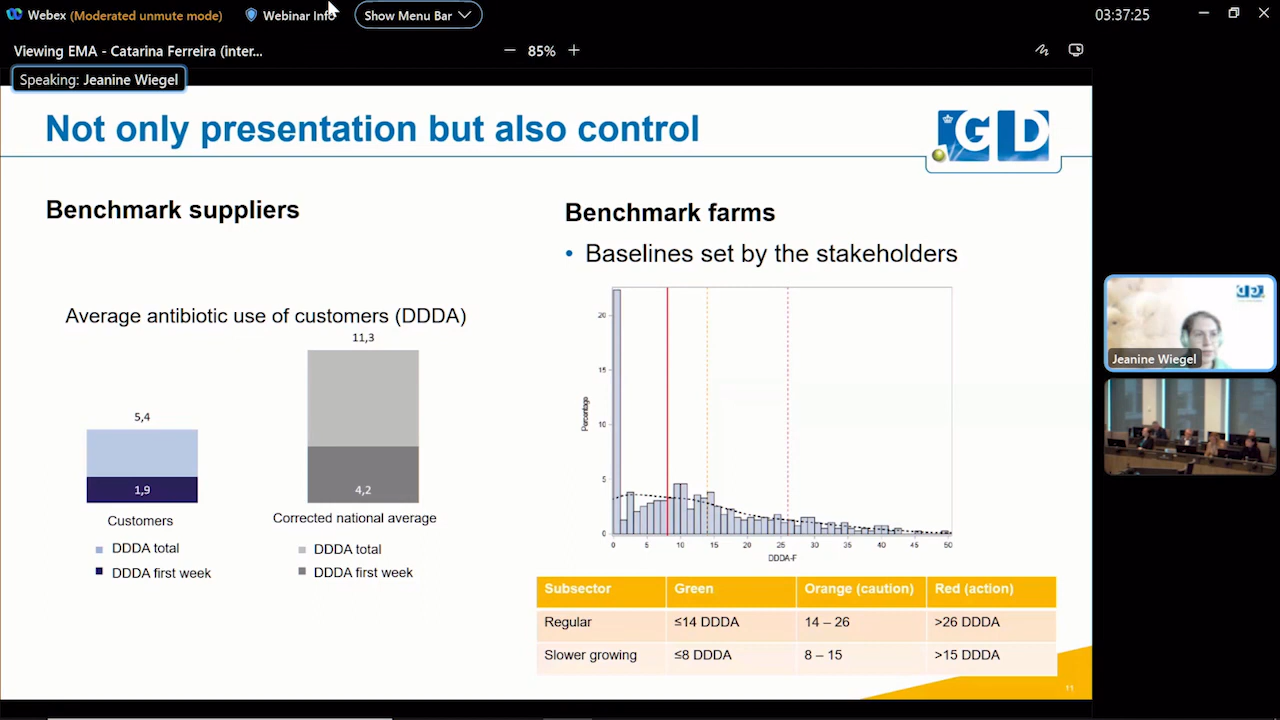 Webex (Moderated unmute mode)
Webinar Info
Show Menu Bar
03:37:25
Viewing EMA - Catarina Ferreira (inter...
85%
Speaking: Jeanine Wiegel
Not only presentation but also control
GD
Benchmark suppliers
Average antibiotic use of customers (DDDA)
11,3
5,4
1,9
4,2
Customers
Corrected national average
DDDA total
DDDA first week
DDDA total
DDDA first week
Benchmark farms
• Baselines set by the stakeholders
Percentage
20
15
10
5
0
0 5 10 15 20 25 30 35 40 45 50
DDDA-F
Subsector Green Orange (caution) Red (action)
Regular ≤14 DDDA 14 – 26 >26 DDDA
Slower growing ≤8 DDDA 8 – 15 >15 DDDA
11
GD
Jeanine Wiegel